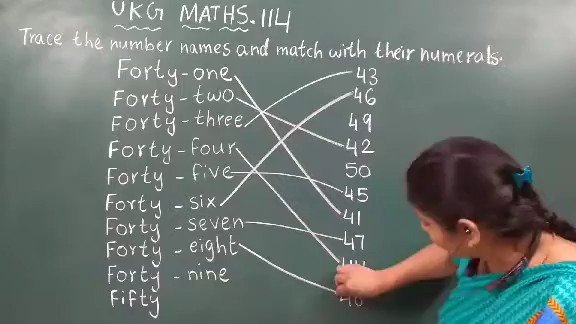 UKG MATHS. 114
Trace the number names and match with their numerals.
Forty-one 43
Forty-two 46
Forty-three 49
Forty-four 42
Forty-five 50
Forty-six 45
Forty-seven 41
Forty-eight 47
Forty-nine
Fifty